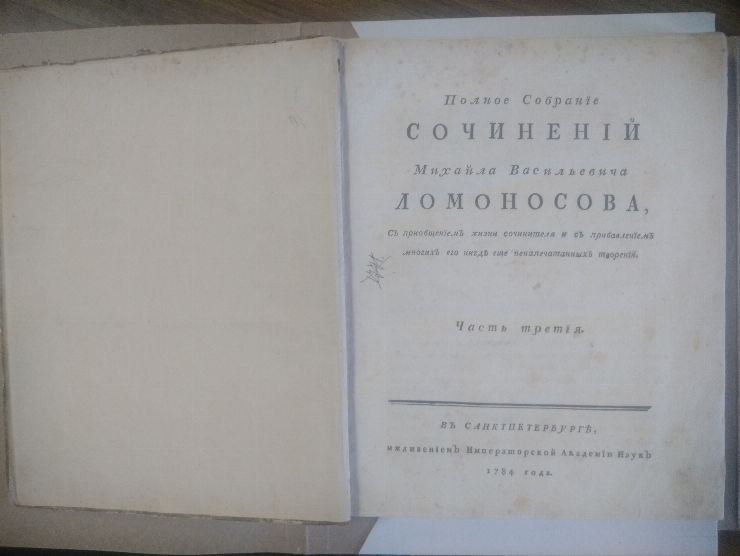 Полное Собранїе
СОЧИНЕНІЙ
Михайла Васильевича
ЛОМОНОСОВА,
Съ приобщеніемъ жизни сочинителя и съ прибавленіемъ
многихъ его нигдѣ еще ненапечатанныхъ твореній.
Часть третія.
ВЪ САНКТПЕТЕРБУРГѢ,
иждивеніемъ Императорской Академіи Наукъ
1784 года.